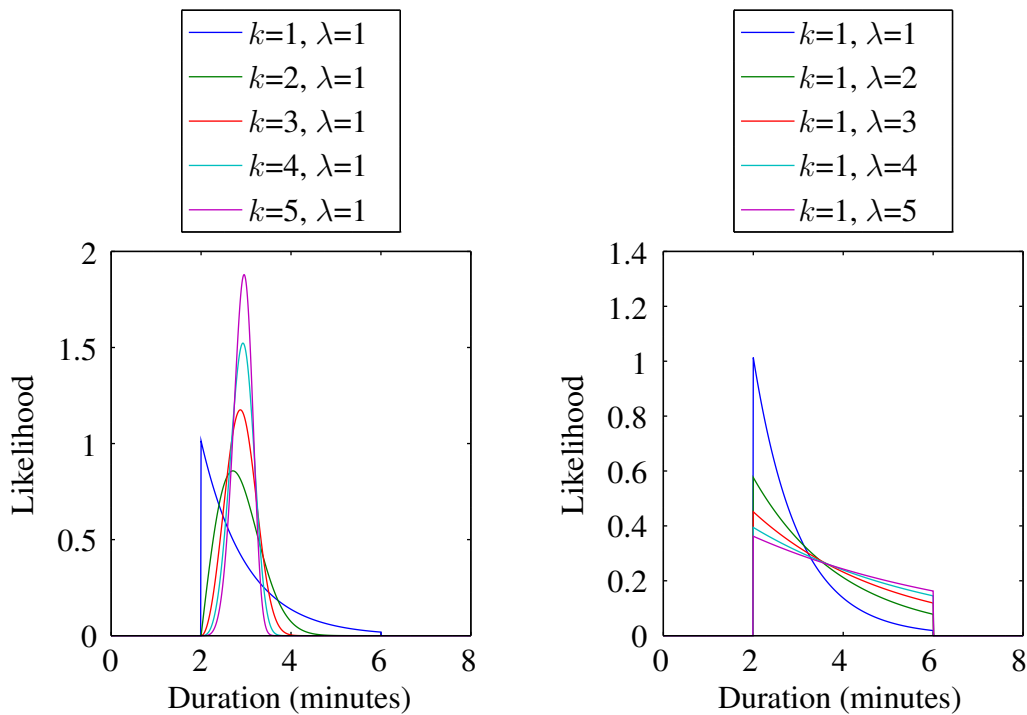 k=1, λ=1
k=2, λ=1
k=3, λ=1
k=4, λ=1
k=5, λ=1
2
1.5
1
0.5
0
0
2
4
6
8
Likelihood
Duration (minutes)
k=1, λ=1
k=1, λ=2
k=1, λ=3
k=1, λ=4
k=1, λ=5
1.4
1.2
1
0.8
0.6
0.4
0.2
0
0
2
4
6
8
Likelihood
Duration (minutes)